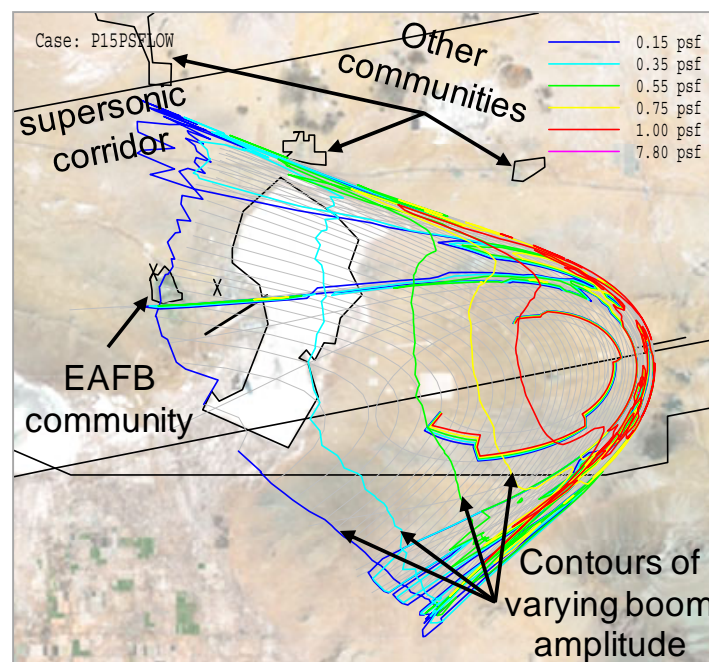 Case: P15PSFLOW
Other
communities
0.15 psf
0.35 psf
0.55 psf
0.75 psf
1.00 psf
7.80 psf
supersonic
corridor
X
X
EAFB
community
Contours of
varying boom
amplitude